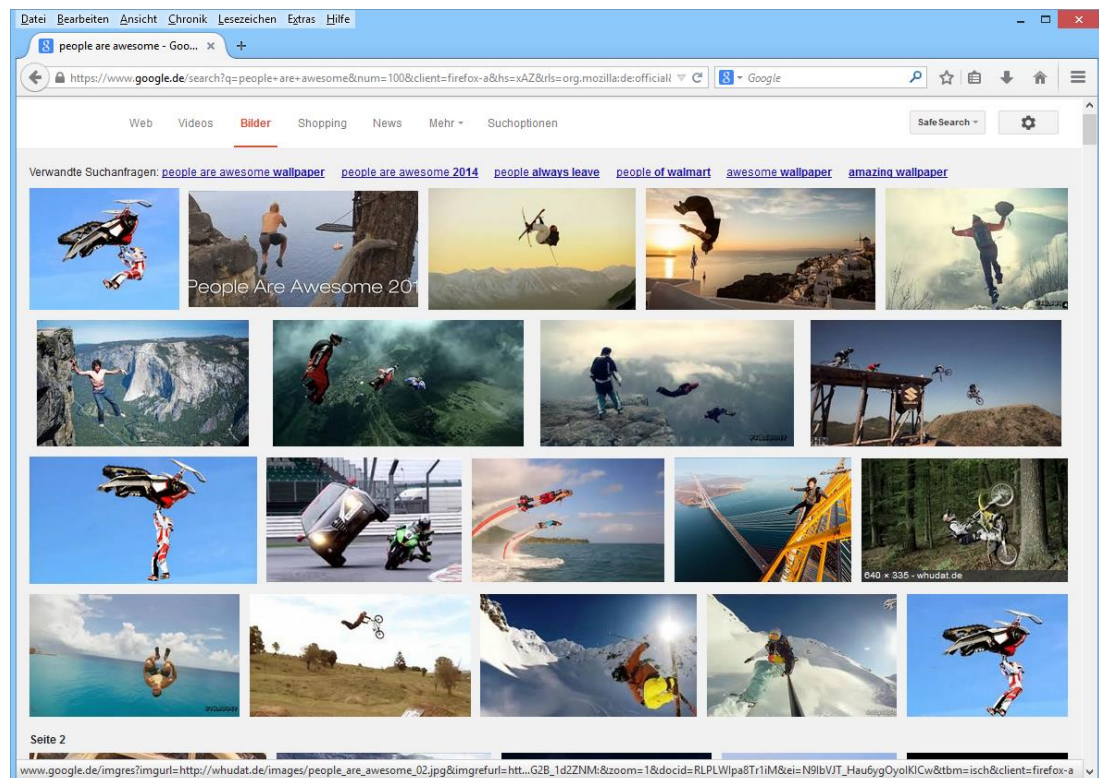 Datei Bearbeiten Ansicht Chronik Lesezeichen Extras Hilfe
people are awesome - Goo...
https://www.google.de/search?q=people+are+awesome&num=100&client=firefox-a&hs=xAZ&rls=org.mozilla:de:official& Google
Web Videos Bilder Shopping News Mehr Suchoptionen SafeSearch
Verwandte Suchanfragen: people are awesome wallpaper people are awesome 2014 people always leave people of walmart awesome wallpaper amazing wallpaper
People Are Awesome 201
SUZUKI
640 × 335 - whudat.de
Seite 2
www.google.de/imgres?imgurl=http://whudat.de/images/people_are_awesome_02.jpg&imgrefurl=htt...G2B_1d2ZNM:&zoom=1&docid=RLPLWlpa8Tr1iM&ei=N9IbVJT_Hau6ygOyoIKlCw&tbm=isch&client=firefox-a